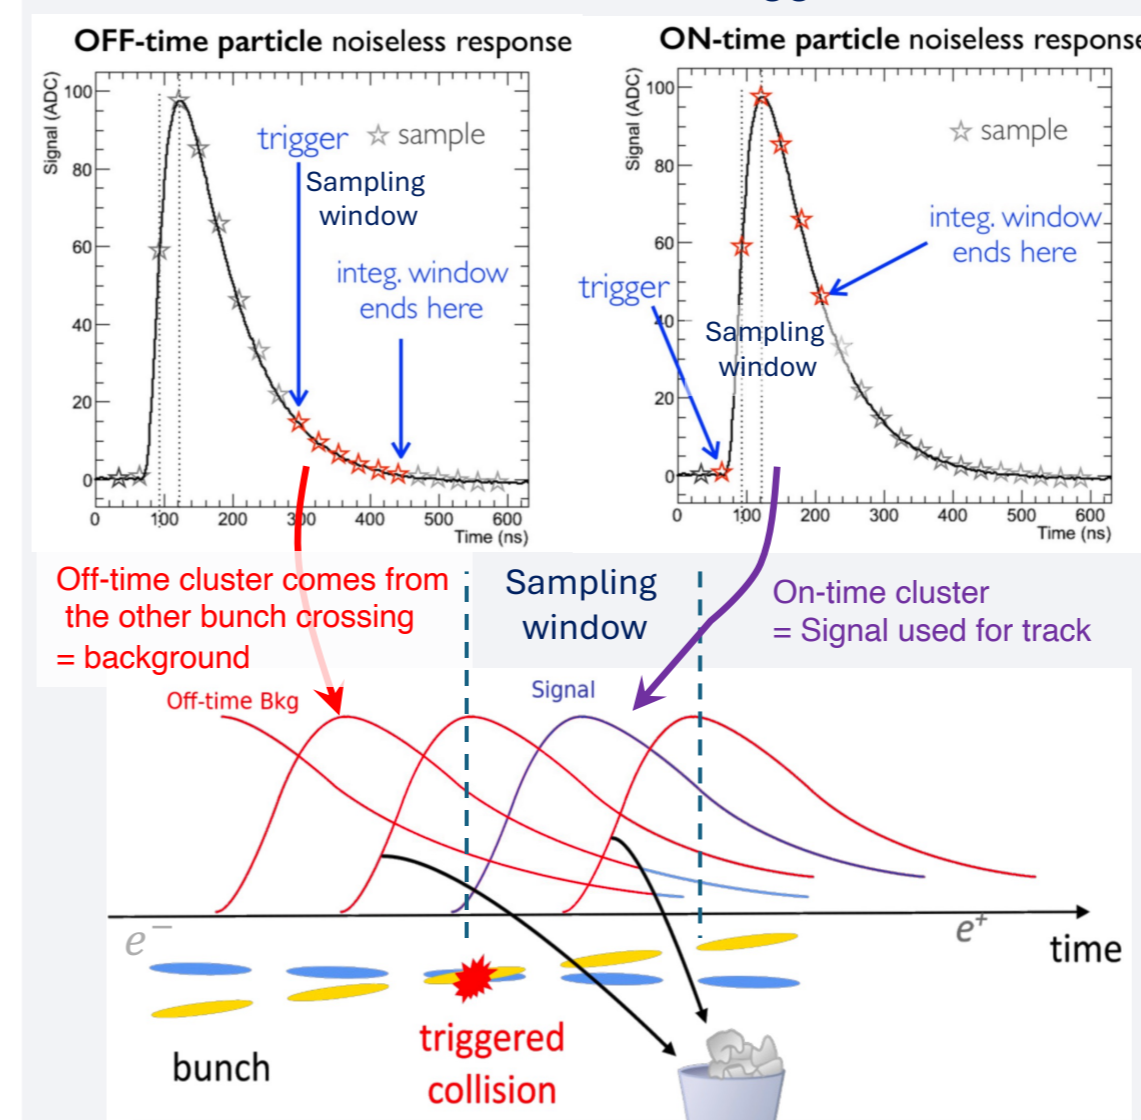 OFF-time particle noiseless response
Signal (ADC)
100
80
60
40
20
0
trigger
☆ sample
Sampling
window
integ. window
ends here
0 100 200 300 400 500 600
Time (ns)
ON-time particle noiseless response
Signal (ADC)
100
80
60
40
20
0
☆ sample
integ. window
ends here
trigger
Sampling
window
0 100 200 300 400 500 600
Time (ns)
Off-time cluster comes from
the other bunch crossing
= background
Sampling
window
On-time cluster
= Signal used for track
Off-time Bkg
Signal
e⁻
e⁺
time
bunch
triggered
collision